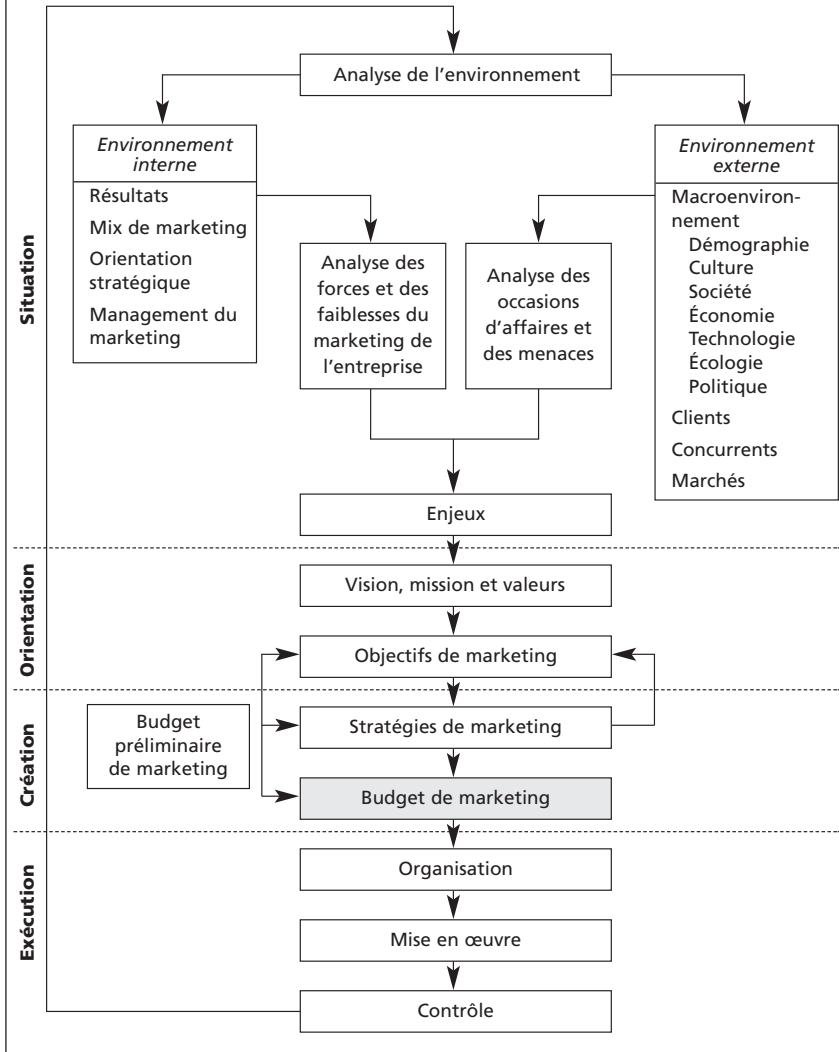 Analyse de l'environnement
Situation
Environnement
interne
Résultats
Mix de marketing
Orientation
stratégique
Management du
marketing
Analyse des
forces et des
faiblesses du
marketing de
l'entreprise
Analyse des
occasions
d'affaires et
des menaces
Environnement
externe
Macroenviron-
nement
Démographie
Culture
Société
Économie
Technologie
Écologie
Politique
Clients
Concurrents
Marchés
Enjeux
Orientation
Vision, mission et valeurs
Objectifs de marketing
Création
Budget
préliminaire
de marketing
Stratégies de marketing
Budget de marketing
Exécution
Organisation
Mise en œuvre
Contrôle